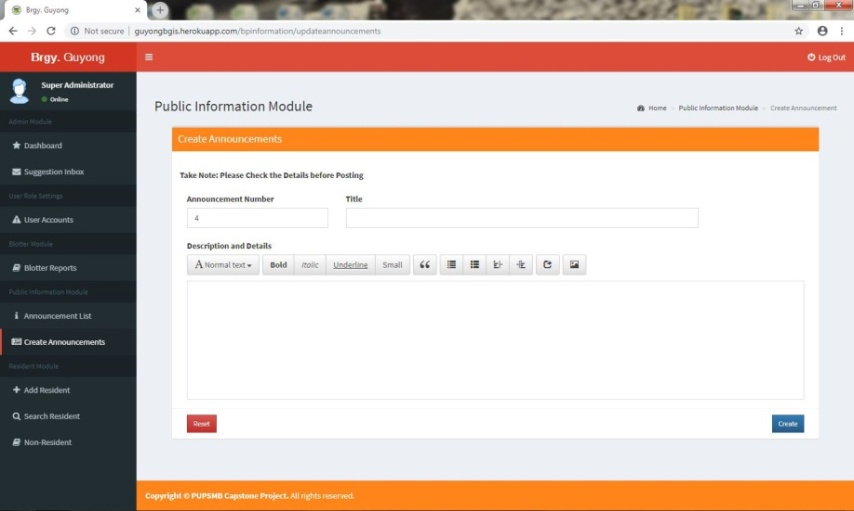 Brgy. Guyong
Not secure | guyongbgis.herokuapp.com/bpinformation/updateannouncements
Brgy. Guyong
Log Out
Super Administrator
Online
Public Information Module
Home > Public Information Module > Create Announcement
Admin Module
Dashboard
Suggestion Inbox
User Role Settings
User Accounts
Blotter Module
Blotter Reports
Public Information Module
Announcement List
Create Announcements
Resident Module
Add Resident
Search Resident
Non-Resident
Create Announcements
Take Note: Please Check the Details before Posting
Announcement Number
Title
4
Description and Details
A Normal text Bold Italic Underline Small
Reset
Create
Copyright © PUPSMB Capstone Project. All rights reserved.